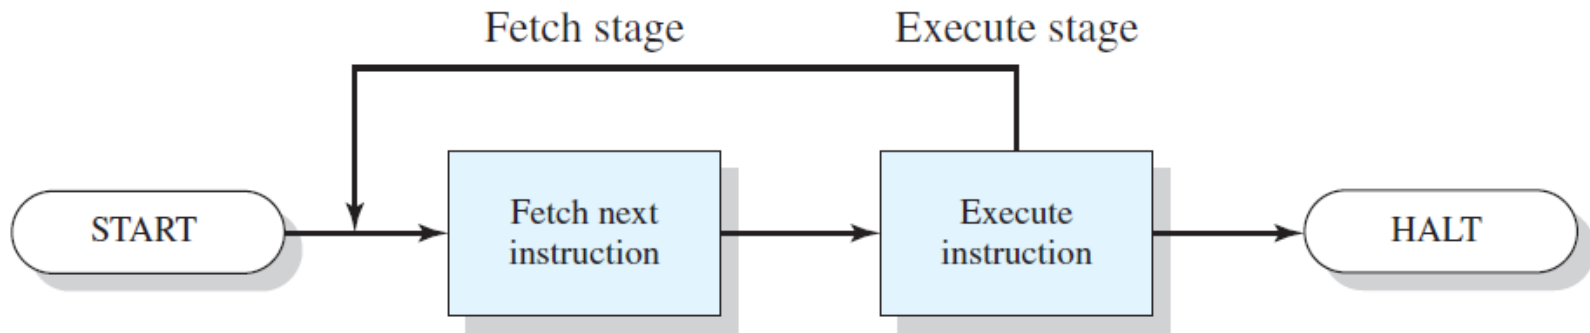 Fetch stage
Execute stage
START
Fetch next
instruction
Execute
instruction
HALT